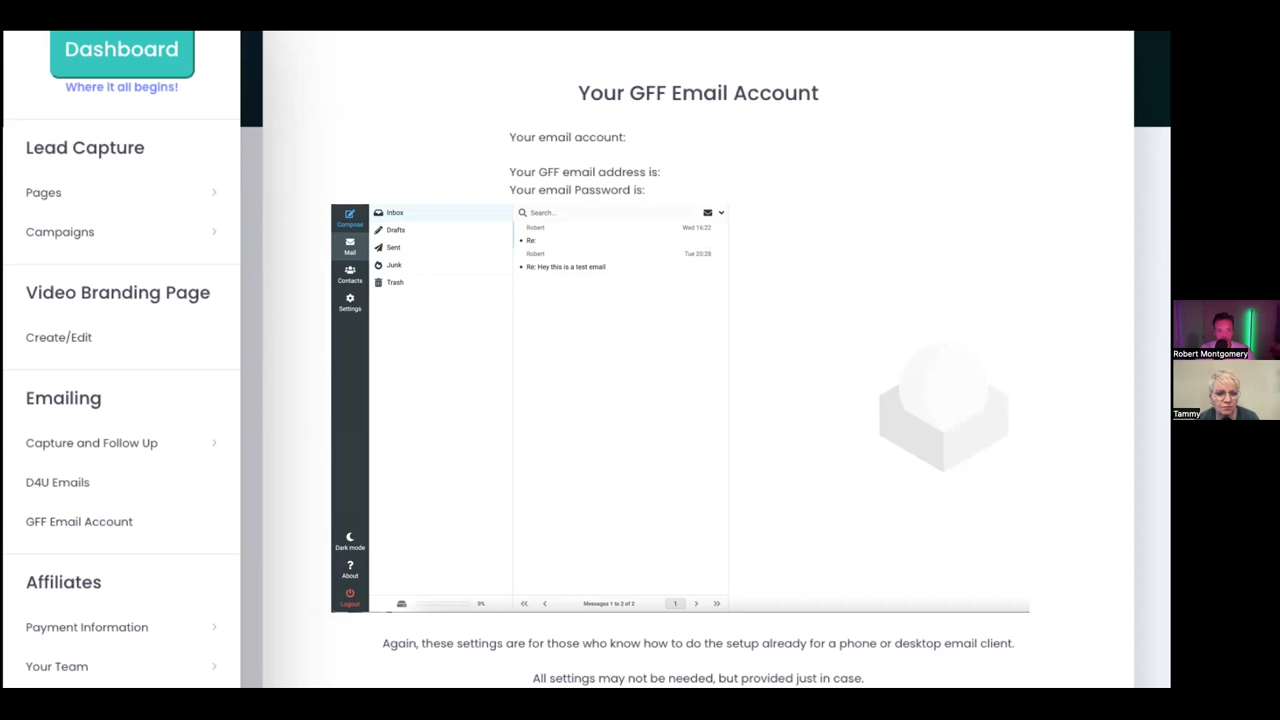 Dashboard
Where it all begins!
Lead Capture
Pages
Campaigns
Video Branding Page
Create/Edit
Emailing
Capture and Follow Up
D4U Emails
GFF Email Account
Affiliates
Payment Information
Your Team
Your GFF Email Account
Your email account:
Your GFF email address is:
Your email Password is:
Compose
Mail
Contacts
Settings
Dark mode
About
Logout
Inbox
Drafts
Sent
Junk
Trash
0%
Search...
Robert Wed 16:22
Re:
Robert Tue 20:28
Re: Hey this is a test email
Messages 1 to 2 of 2
1
Again, these settings are for those who know how to do the setup already for a phone or desktop email client.
All settings may not be needed, but provided just in case.
Robert Montgomery
Tammy